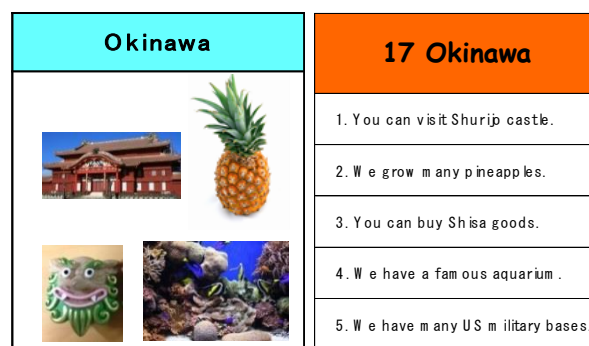 Okinawa
17 Okinawa
1. You can visit Shurijo castle.
2. We grow many pineapples.
3. You can buy Shisa goods.
4. We have a famous aquarium.
5. We have many US military bases.